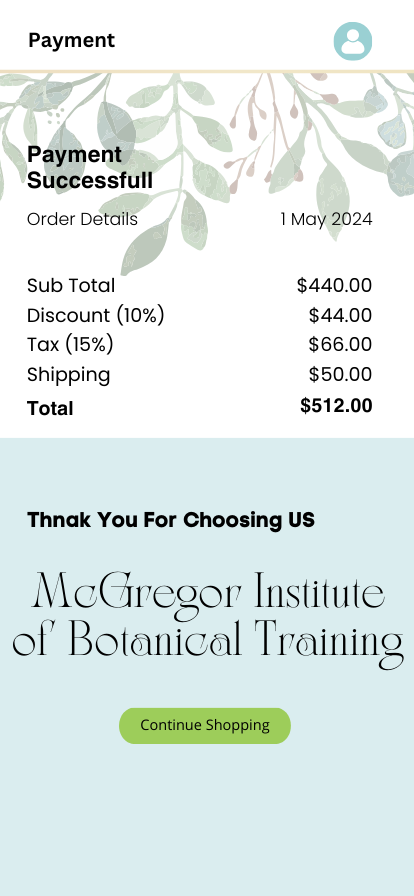 Payment
Payment
Successfull
Order Details 1 May 2024
Sub Total $440.00
Discount (10%) $44.00
Tax (15%) $66.00
Shipping $50.00
Total $512.00
Thnak You For Choosing US
McGregor Institute
of Botanical Training
Continue Shopping